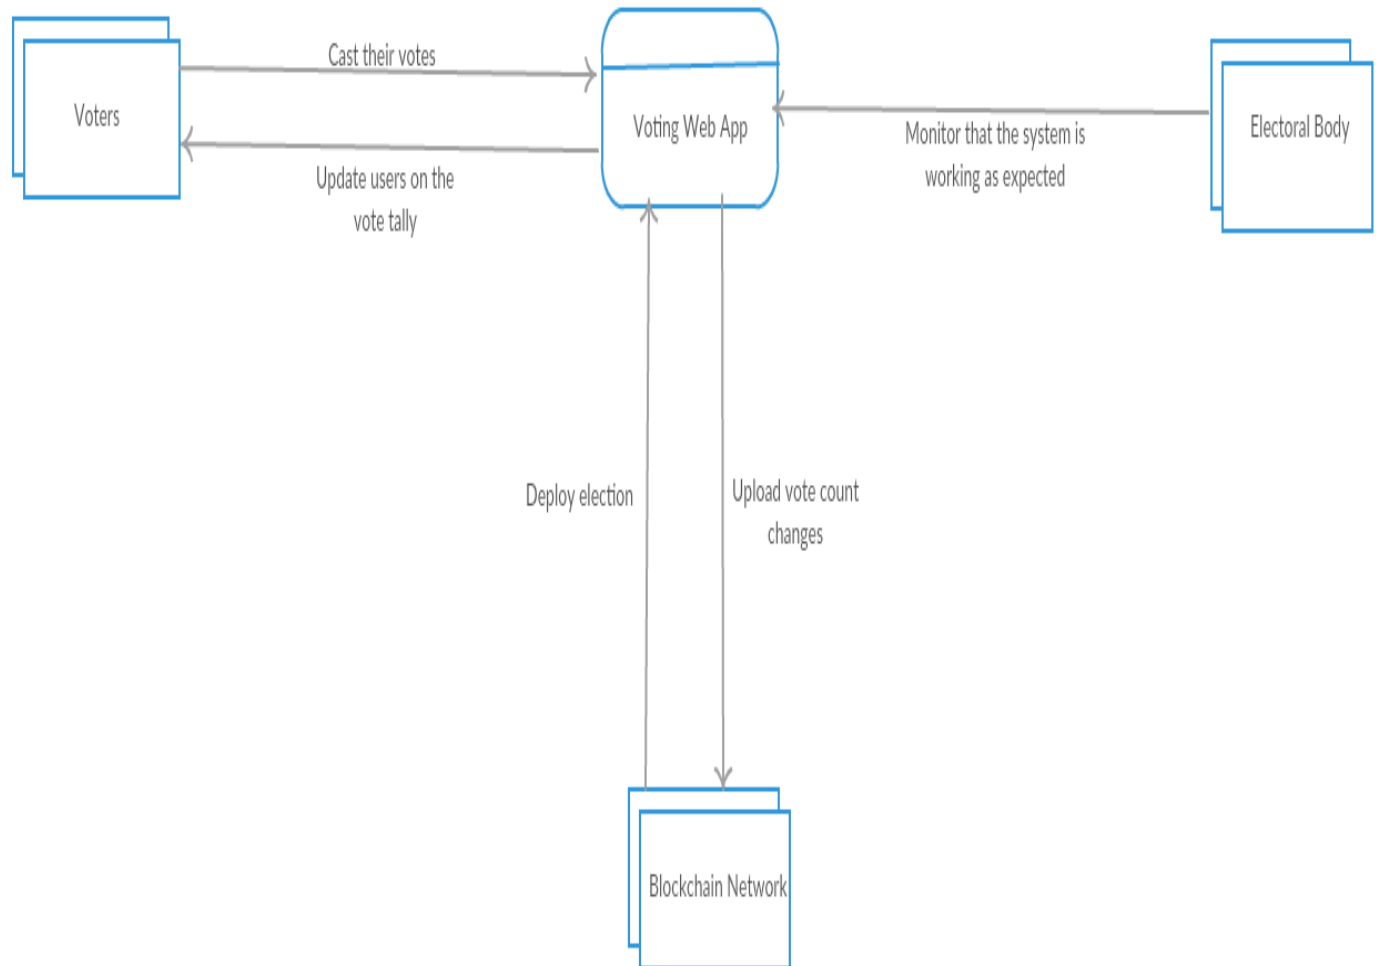 Cast their votes
Voters
Voting Web App
Electoral Body
Monitor that the system is
working as expected
Update users on the
vote tally
Deploy election
Upload vote count
changes
Blockchain Network